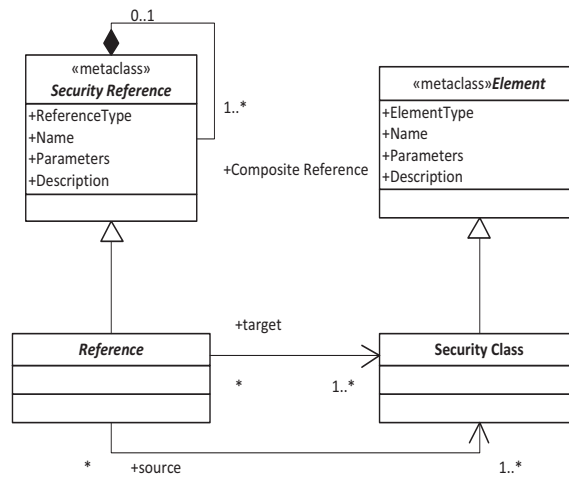 0..1
«metaclass»
Security Reference
+ReferenceType
+Name
+Parameters
+Description
1..*
+Composite Reference
«metaclass»Element
+ElementType
+Name
+Parameters
+Description
Reference
+target
*
1..*
Security Class
*
+source
1..*